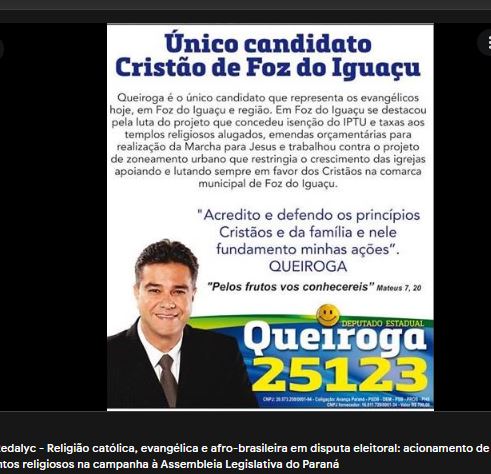 Único candidato
Cristão de Foz do Iguaçu
Queiroga é o único candidato que representa os evangélicos
hoje, em Foz do Iguaçu e região. Em Foz do Iguaçu se destacou
pela luta do projeto que concedeu isenção do IPTU e taxas aos
templos religiosos alugados, emendas orçamentárias para
realização da Marcha para Jesus e trabalhou contra o projeto
de zoneamento urbano que restringia o crescimento das igrejas
apoiando e lutando sempre em favor dos Cristãos na comarca
municipal de Foz do Iguaçu.
"Acredito e defendo os princípios
Cristãos e da família e nele
fundamento minhas ações”.
QUEIROGA
"Pelos frutos vos conhecereis” Mateus 7, 20
DEPUTADO ESTADUAL
Queiroga
25123
Coligação: Avança Paraná - PSDB - DEM - PSB
edalyc - Religião católica, evangélica e afro-brasileira em disputa eleitoral: acionamento de
ntos religiosos na campanha à Assembleia Legislativa do Paraná